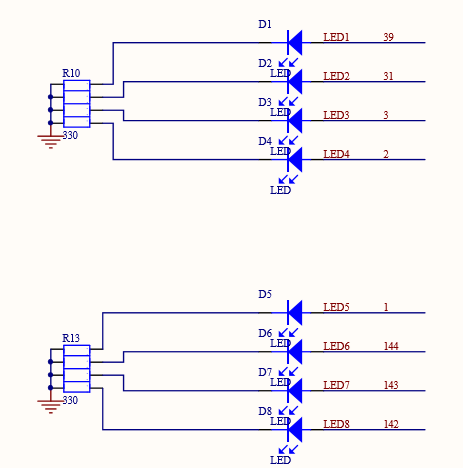 D1
LED1 39
D2
LED
LED2 31
R10
D3
LED
LED3 3
330
D4
LED
LED4 2
LED
D5
LED5 1
D6
LED
LED6 144
R13
D7
LED
LED7 143
330
D8
LED
LED8 142
LED